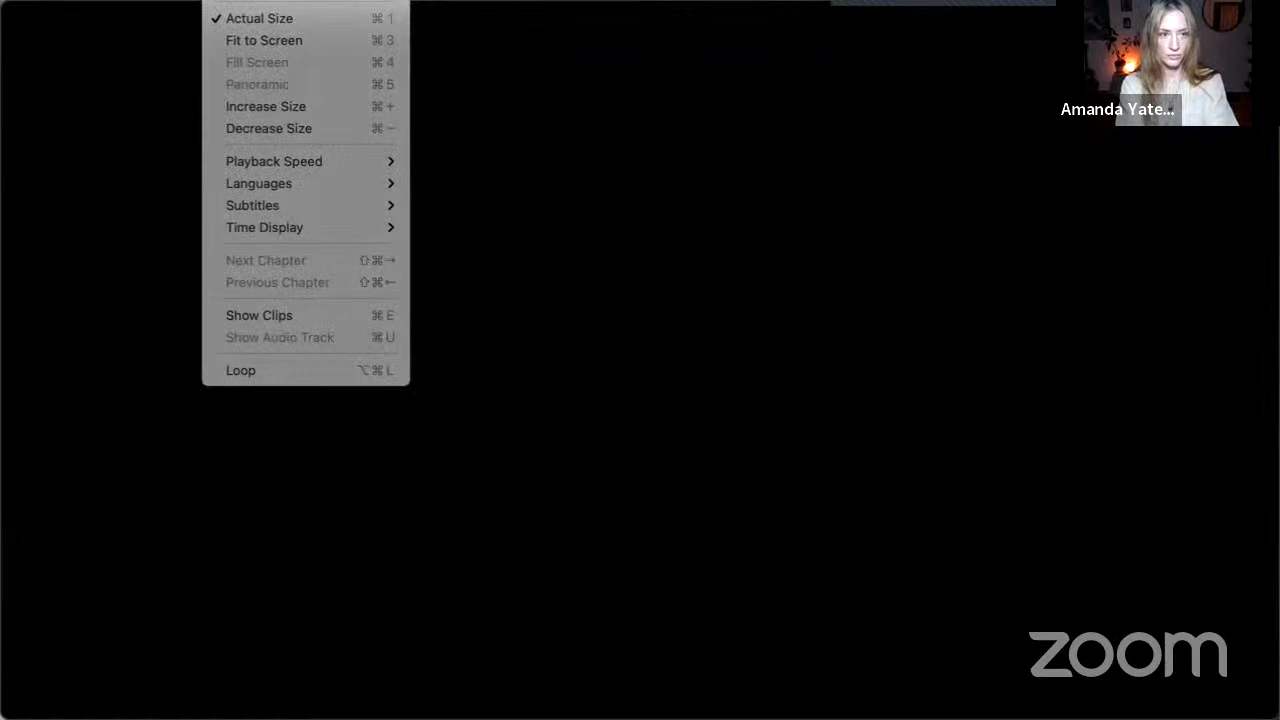 ✓ Actual Size ⌘ 1
Fit to Screen ⌘ 3
Fill Screen ⌘ 4
Panoramic ⌘ 5
Increase Size ⌘ +
Decrease Size ⌘ −
Playback Speed >
Languages >
Subtitles >
Time Display >
Next Chapter ⇧⌘→
Previous Chapter ⇧⌘←
Show Clips ⌘ E
Show Audio Track ⌘ U
Loop ⌥⌘ L
Amanda Yate...
zoom